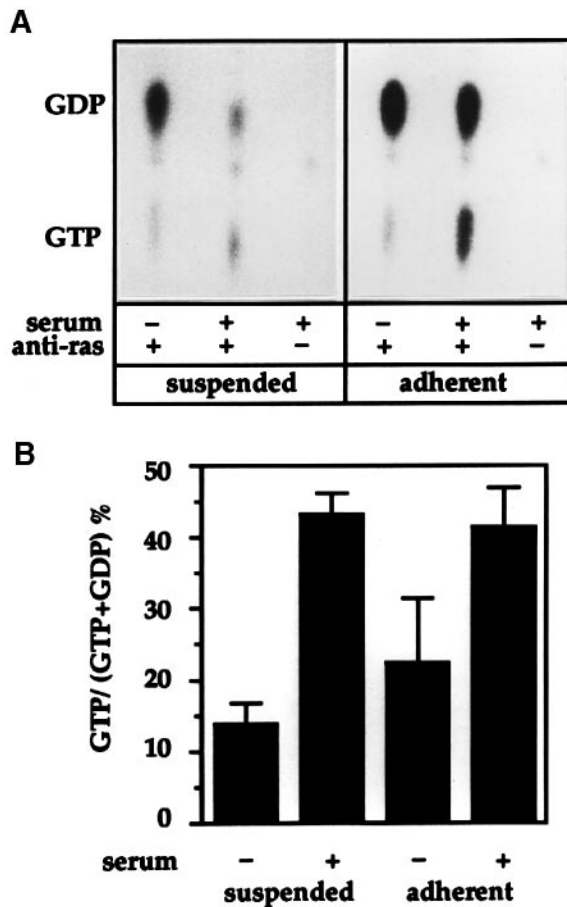 A
GDP
GTP
serum − + + − + +
anti-ras + + − + + −
suspended adherent
B
GTP/ (GTP+GDP) %
50
40
30
20
10
0
serum − + − +
suspended adherent